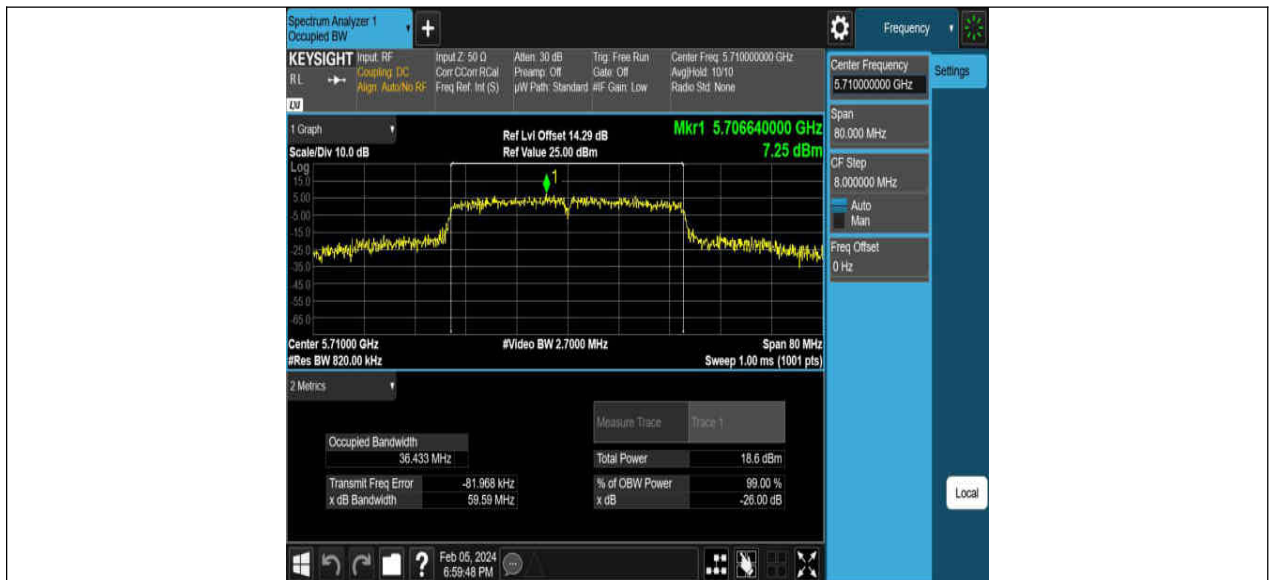 Spectrum Analyzer 1
Occupied BW
+
Frequency
KEYSIGHT
RL
LXI
Input: RF
Coupling: DC
Align: Auto/No RF
Input Z: 50 Ω
Corr CCorr RCal
Freq Ref: Int (S)
Atten: 30 dB
Preamp: Off
µW Path: Standard
Trig: Free Run
Gate: Off
#IF Gain: Low
Center Freq: 5.710000000 GHz
Avg|Hold: 10/10
Radio Std: None
Center Frequency
5.710000000 GHz
Settings
Span
80.000 MHz
CF Step
8.000000 MHz
Auto
Man
Freq Offset
0 Hz
Local
1 Graph
Scale/Div 10.0 dB
Ref Lvl Offset 14.29 dB
Ref Value 25.00 dBm
Mkr1 5.706640000 GHz
7.25 dBm
Log
15.0
5.00
-5.00
-15.0
-25.0
-35.0
-45.0
-55.0
-65.0
1
Center 5.71000 GHz
#Res BW 820.00 kHz
#Video BW 2.7000 MHz
Span 80 MHz
Sweep 1.00 ms (1001 pts)
2 Metrics
Measure Trace Trace 1
Occupied Bandwidth
36.433 MHz
Total Power 18.6 dBm
Transmit Freq Error -81.968 kHz
% of OBW Power 99.00 %
x dB Bandwidth 59.59 MHz
x dB -26.00 dB
?
Feb 05, 2024
6:59:48 PM